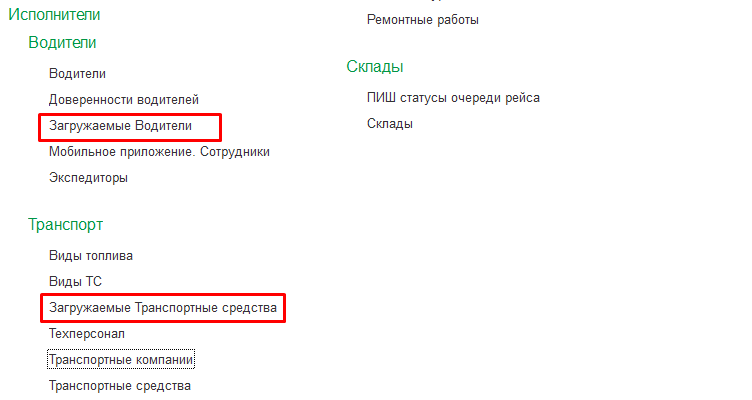 Исполнители
Водители
Водители
Доверенности водителей
Загружаемые Водители
Мобильное приложение. Сотрудники
Экспедиторы
Транспорт
Виды топлива
Виды ТС
Загружаемые Транспортные средства
Техперсонал
Транспортные компании
Транспортные средства
Ремонтные работы
Склады
ПИШ статусы очереди рейса
Склады